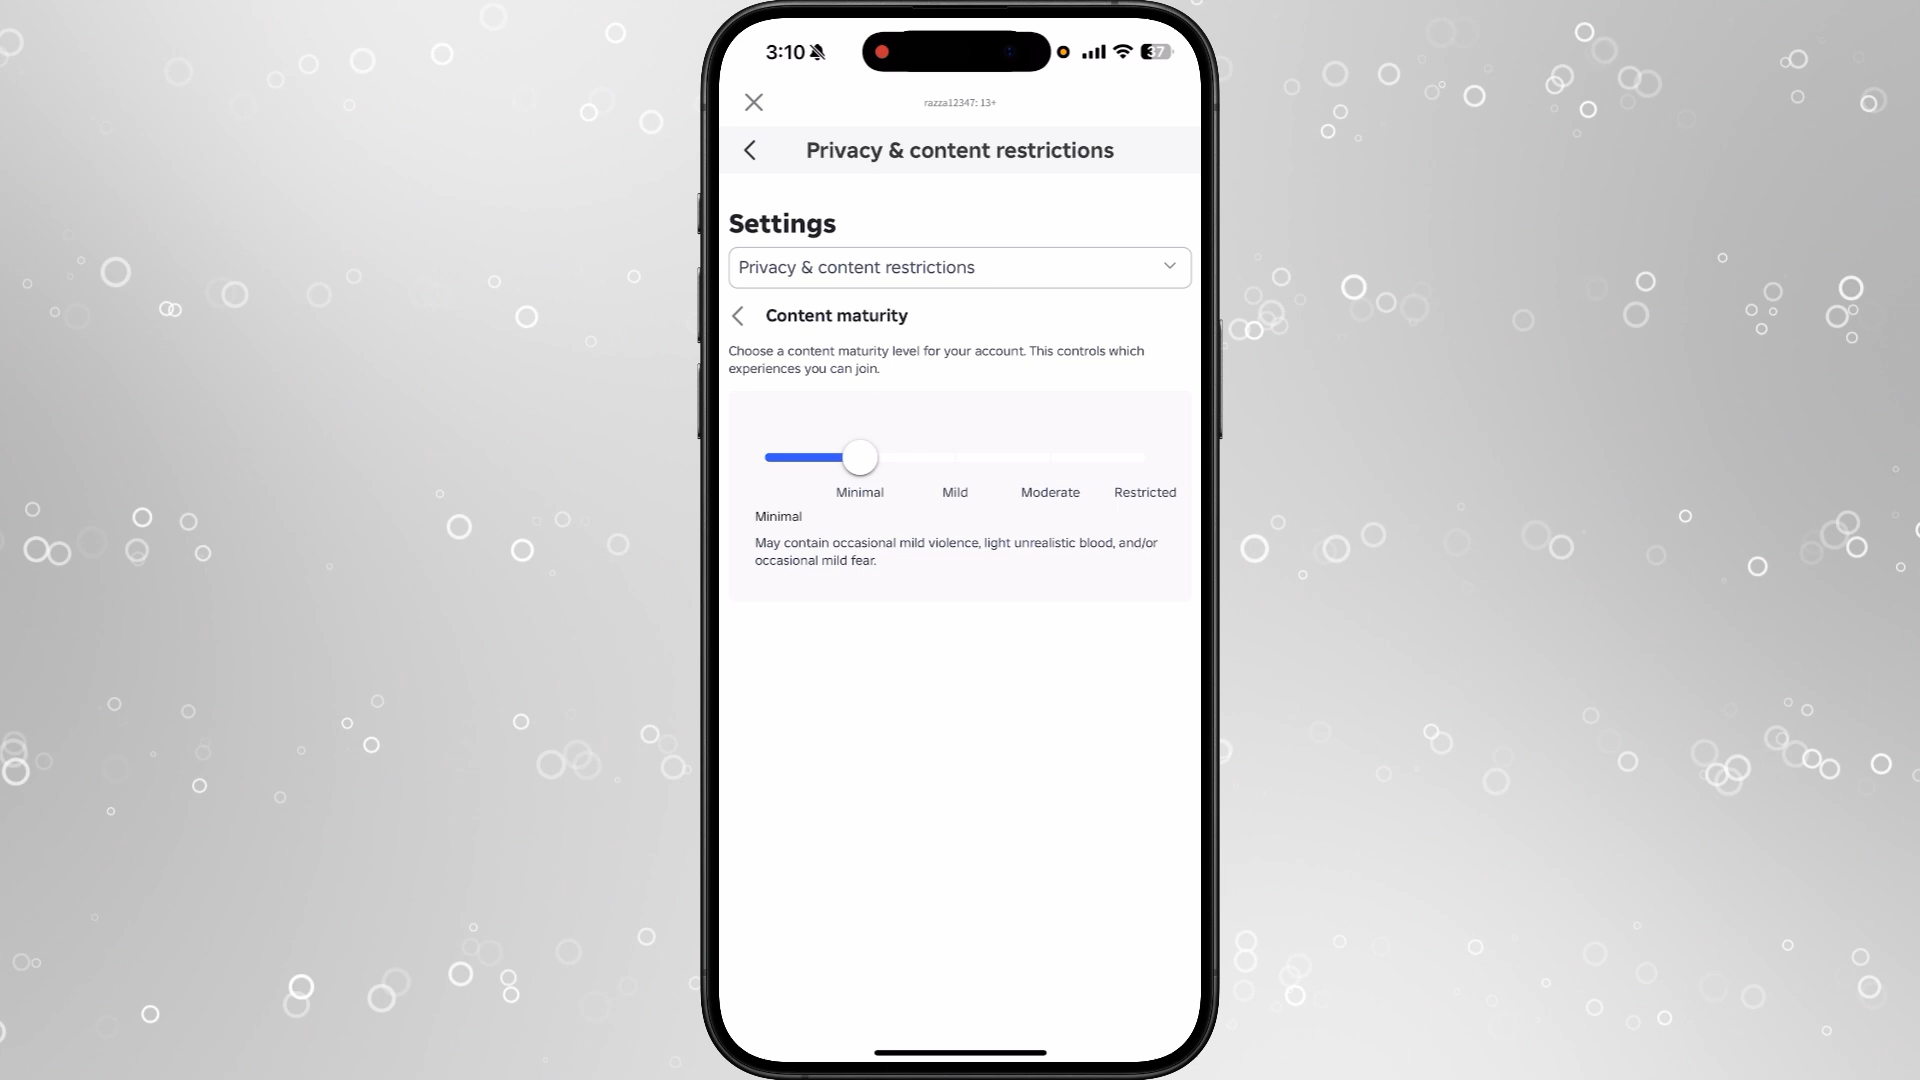 3:10
37
razza12347: 13+
Privacy & content restrictions
Settings
Privacy & content restrictions
Content maturity
Choose a content maturity level for your account. This controls which
experiences you can join.
Minimal Mild Moderate Restricted
Minimal
May contain occasional mild violence, light unrealistic blood, and/or
occasional mild fear.